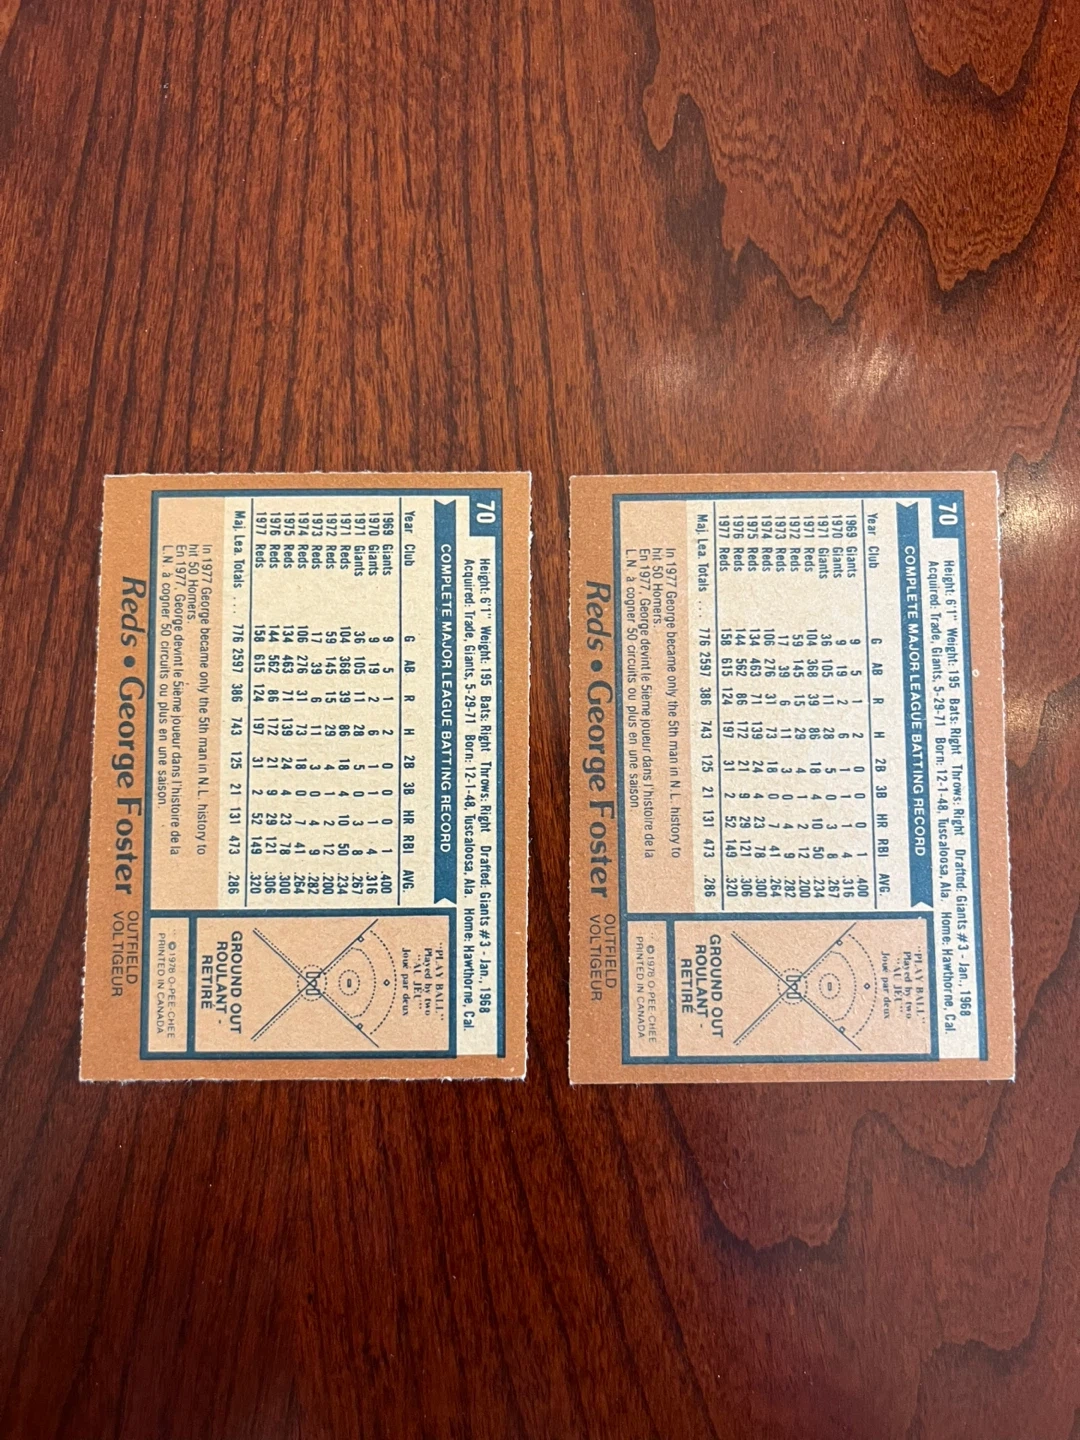 70
Height: 6'1" Weight: 195 Bats: Right Throws: Right Drafted: Giants #3 - Jan., 1968
Acquired: Trade, Giants, 5-29-71 Born: 12-1-48, Tuscaloosa, Ala. Home: Hawthorne, Cal.
COMPLETE MAJOR LEAGUE BATTING RECORD
Year Club G AB R H 2B 3B HR RBI AVG.
1969 Giants 9 5 1 2 0 0 0 1 .400
1970 Giants 9 19 2 6 1 1 1 4 .316
1971 Giants 36 105 11 28 5 0 3 8 .267
1971 Reds 104 368 39 86 18 4 10 50 .234
1972 Reds 59 145 15 29 4 1 2 12 .200
1973 Reds 17 39 6 11 3 0 4 9 .282
1974 Reds 106 276 31 73 18 0 7 41 .264
1975 Reds 134 463 71 139 24 4 23 78 .300
1976 Reds 144 562 86 172 21 9 29 121 .306
1977 Reds 158 615 124 197 31 2 52 149 .320
Maj. Lea. Totals ... 776 2597 386 743 125 21 131 473 .286
In 1977 George became only the 5th man in N.L. history to
hit 50 Homers.
En 1977, George devint le 5ième joueur dans l'histoire de la
L.N. à cogner 50 circuits ou plus en une saison.
"PLAY BALL"
Played by two
"AU JEU"
Joué par deux
GROUND OUT
ROULANT -
RETIRÉ
© 1978 O-PEE-CHEE
PRINTED IN CANADA
Reds • George Foster
OUTFIELD
VOLTIGEUR
70
Height: 6'1" Weight: 195 Bats: Right Throws: Right Drafted: Giants #3 - Jan., 1968
Acquired: Trade, Giants, 5-29-71 Born: 12-1-48, Tuscaloosa, Ala. Home: Hawthorne, Cal.
COMPLETE MAJOR LEAGUE BATTING RECORD
Year Club G AB R H 2B 3B HR RBI AVG.
1969 Giants 9 5 1 2 0 0 0 1 .400
1970 Giants 9 19 2 6 1 1 1 4 .316
1971 Giants 36 105 11 28 5 0 3 8 .267
1971 Reds 104 368 39 86 18 4 10 50 .234
1972 Reds 59 145 15 29 4 1 2 12 .200
1973 Reds 17 39 6 11 3 0 4 9 .282
1974 Reds 106 276 31 73 18 0 7 41 .264
1975 Reds 134 463 71 139 24 4 23 78 .300
1976 Reds 144 562 86 172 21 9 29 121 .306
1977 Reds 158 615 124 197 31 2 52 149 .320
Maj. Lea. Totals ... 776 2597 386 743 125 21 131 473 .286
In 1977 George became only the 5th man in N.L. history to
hit 50 Homers.
En 1977, George devint le 5ième joueur dans l'histoire de la
L.N. à cogner 50 circuits ou plus en une saison.
"PLAY BALL"
Played by two
"AU JEU"
Joué par deux
GROUND OUT
ROULANT -
RETIRÉ
© 1978 O-PEE-CHEE
PRINTED IN CANADA
Reds • George Foster
OUTFIELD
VOLTIGEUR